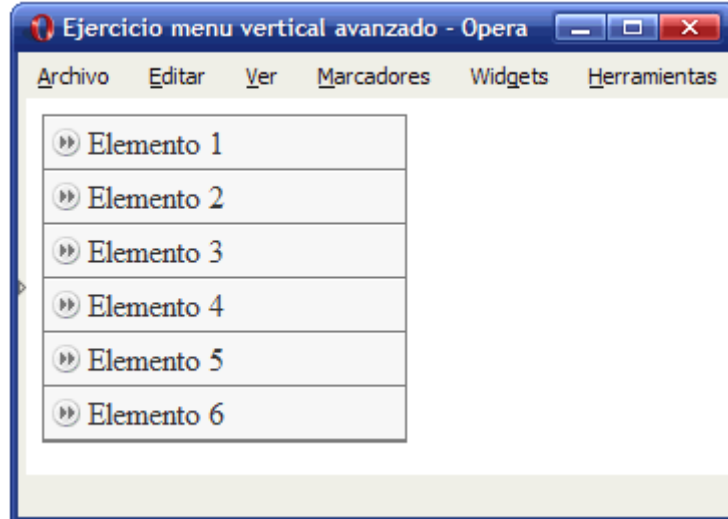 Ejercicio menu vertical avanzado - Opera
Archivo Editar Ver Marcadores Widgets Herramientas
Elemento 1
Elemento 2
Elemento 3
Elemento 4
Elemento 5
Elemento 6